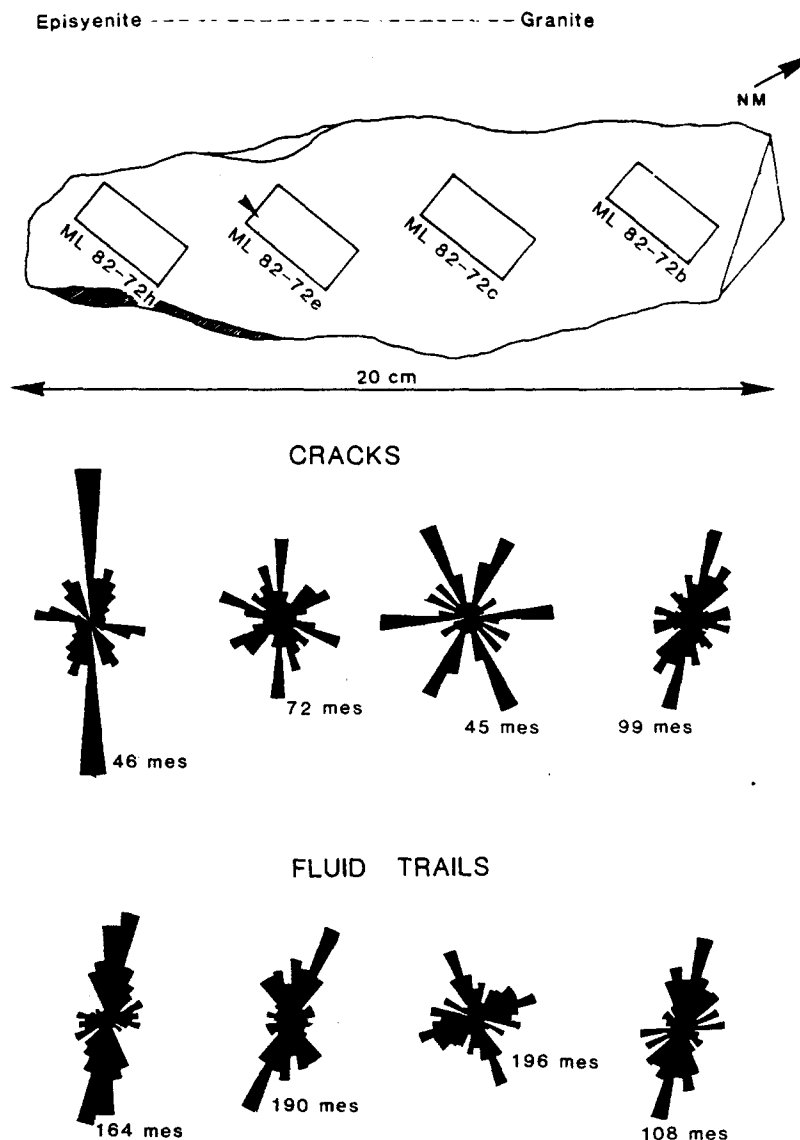 Episyenite -------------------- Granite
NM
ML 82-72h
ML 82-72e
ML 82-72c
ML 82-72b
20 cm
CRACKS
46 mes
72 mes
45 mes
99 mes
FLUID TRAILS
164 mes
190 mes
196 mes
108 mes